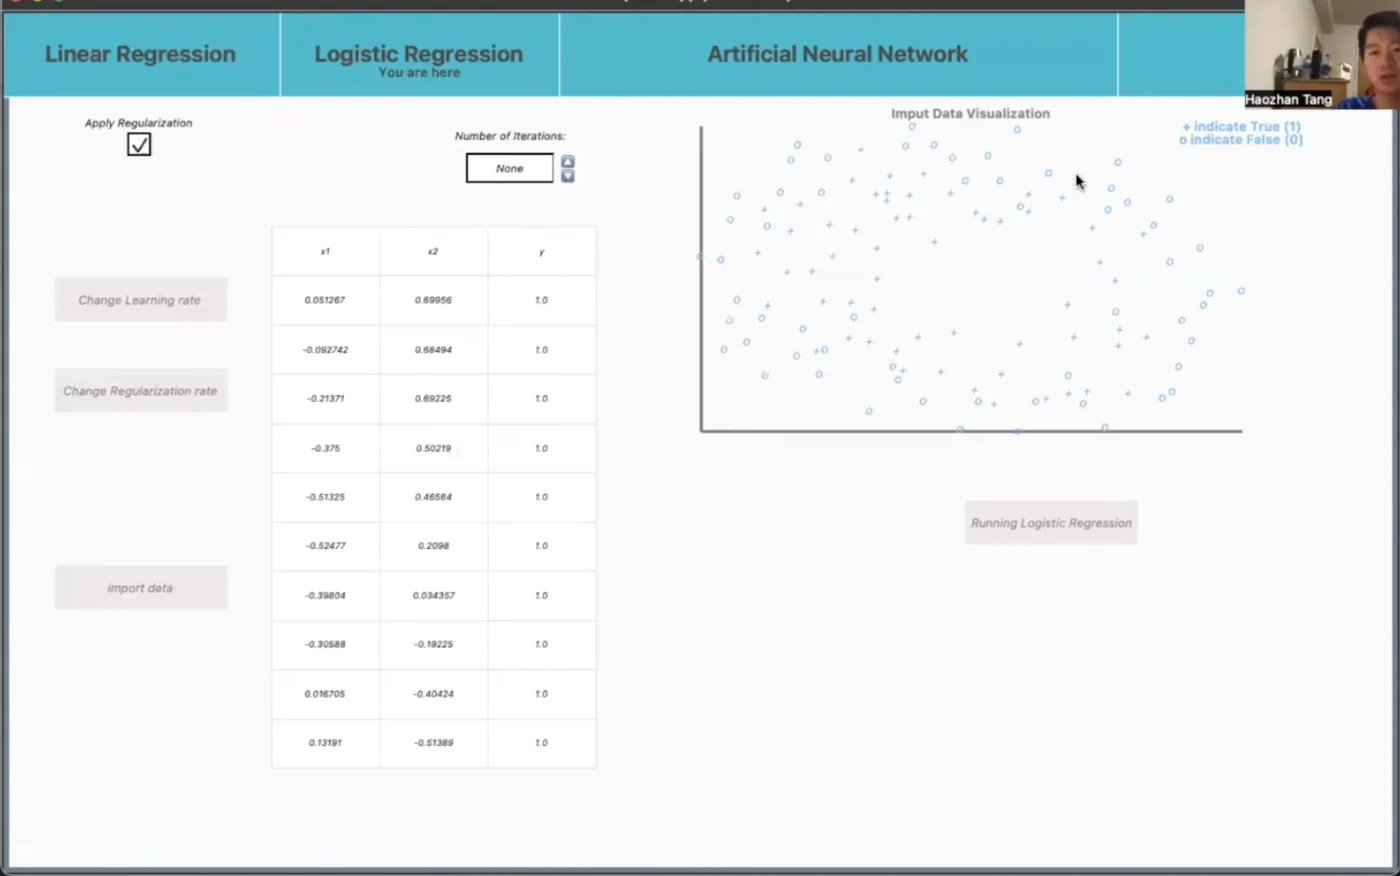 Linear Regression
Logistic Regression
You are here
Artificial Neural Network
Haozhan Tang
Apply Regularization
Number of Iterations:
None
Imput Data Visualization
+ indicate True (1)
o indicate False (0)
Change Learning rate
Change Regularization rate
import data
x1 x2 y
0.051267 0.69956 1.0
-0.092742 0.68494 1.0
-0.21371 0.69225 1.0
-0.375 0.50219 1.0
-0.51325 0.46564 1.0
-0.52477 0.2098 1.0
-0.39804 0.034357 1.0
-0.30588 -0.19225 1.0
0.016705 -0.40424 1.0
0.13191 -0.51389 1.0
Running Logistic Regression